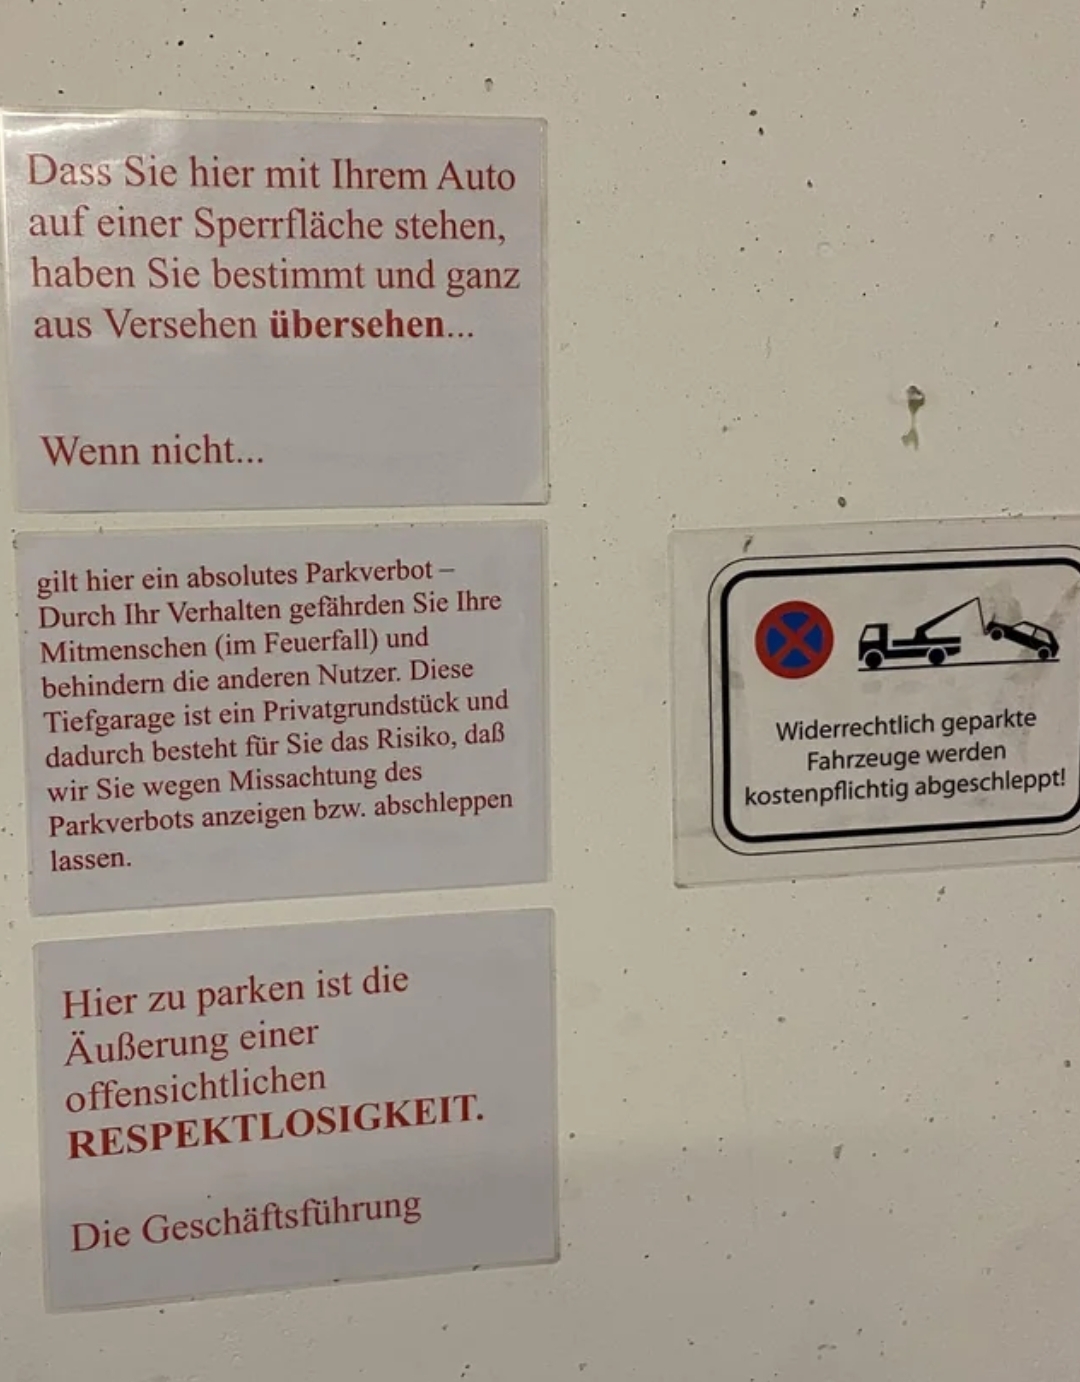 Dass Sie hier mit Ihrem Auto
auf einer Sperrfläche stehen,
haben Sie bestimmt und ganz
aus Versehen übersehen...
Wenn nicht...
gilt hier ein absolutes Parkverbot –
Durch Ihr Verhalten gefährden Sie Ihre
Mitmenschen (im Feuerfall) und
behindern die anderen Nutzer. Diese
Tiefgarage ist ein Privatgrundstück und
dadurch besteht für Sie das Risiko, daß
wir Sie wegen Missachtung des
Parkverbots anzeigen bzw. abschleppen
lassen.
Hier zu parken ist die
Äußerung einer
offensichtlichen
RESPEKTLOSIGKEIT.
Die Geschäftsführung
Widerrechtlich geparkte
Fahrzeuge werden
kostenpflichtig abgeschleppt!